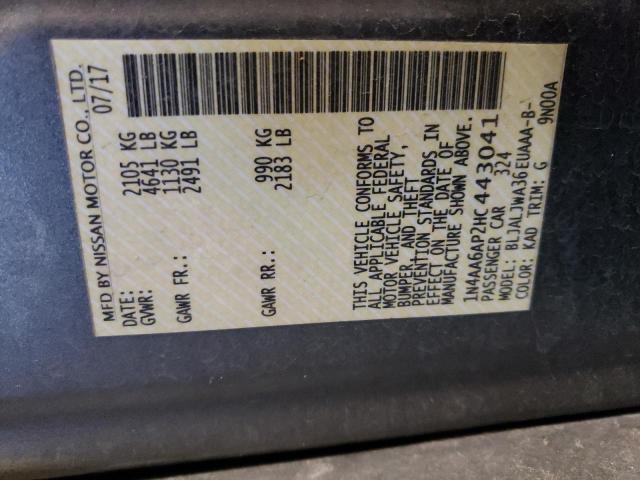 MFD BY NISSAN MOTOR CO., LTD.
DATE: 07/17
GVWR: 2105 KG
4641 LB
GAWR FR.: 1130 KG
2491 LB
GAWR RR.: 990 KG
2183 LB
THIS VEHICLE CONFORMS TO
ALL APPLICABLE FEDERAL
MOTOR VEHICLE SAFETY,
BUMPER, AND THEFT
PREVENTION STANDARDS IN
EFFECT ON THE DATE OF
MANUFACTURE SHOWN ABOVE.
1N4AA6AP2HC443041
PASSENGER CAR 324
MODEL: BLJALJWA36EUAAA-B-
COLOR: KAD TRIM: G 9N00A